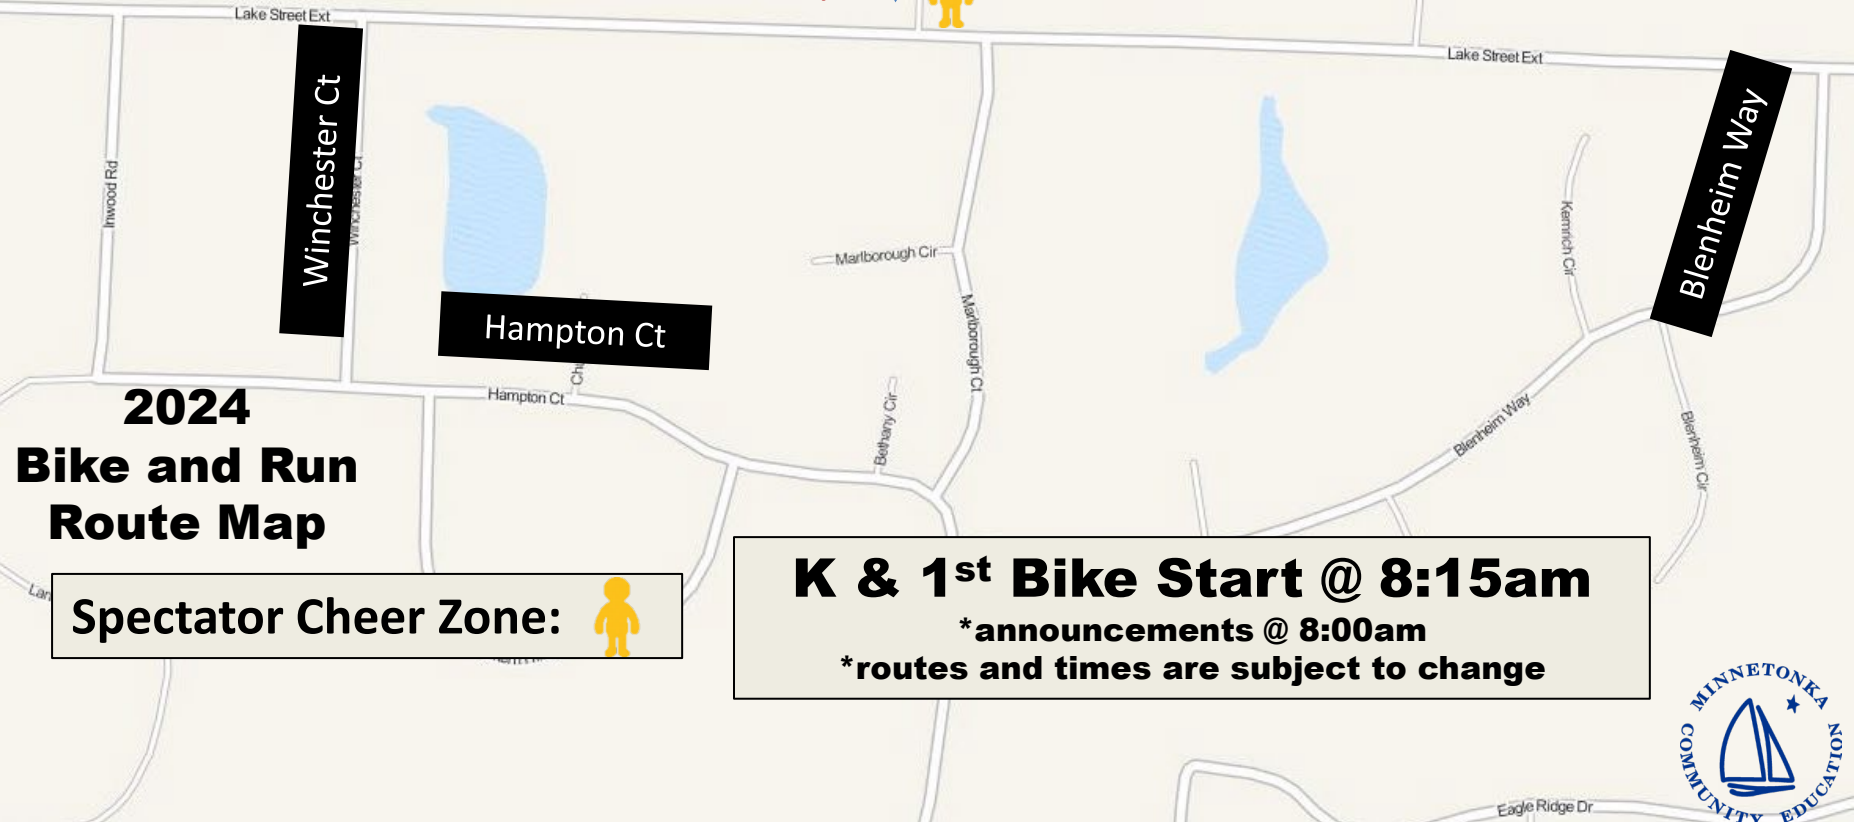 Lake Street Ext
Lake Street Ext
Winchester Ct
Winchester Ct
Blenheim Way
Inwood Rd
Kemrich Cir
Marlborough Cir
Marlborough Ct
Hampton Ct
Hampton Ct
Bethany Cir
Blenheim Way
Blenheim Cir
2024
Bike and Run
Route Map
Spectator Cheer Zone:
K & 1st Bike Start @ 8:15am
*announcements @ 8:00am
*routes and times are subject to change
MINNETONKA
COMMUNITY EDUCATION
Eagle Ridge Dr